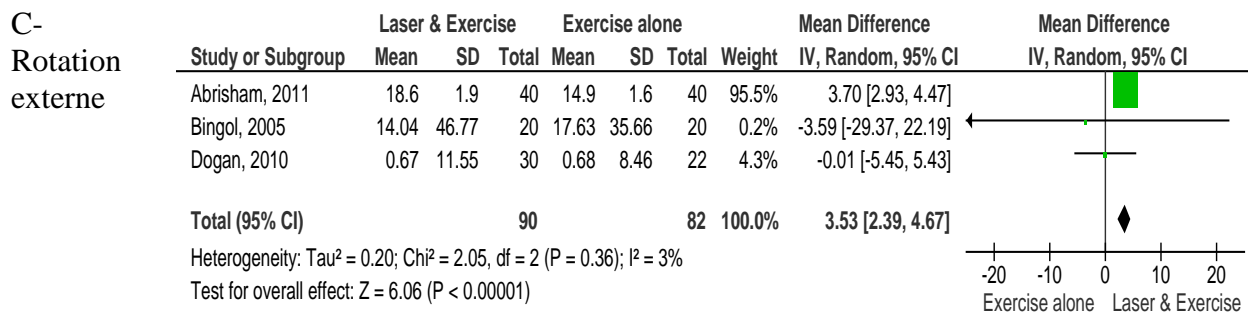 C-
Rotation
externe
Laser & Exercise Exercise alone Mean Difference Mean Difference
Study or Subgroup Mean SD Total Mean SD Total Weight IV, Random, 95% CI IV, Random, 95% CI
Abrisham, 2011 18.6 1.9 40 14.9 1.6 40 95.5% 3.70 [2.93, 4.47]
Bingol, 2005 14.04 46.77 20 17.63 35.66 20 0.2% -3.59 [-29.37, 22.19]
Dogan, 2010 0.67 11.55 30 0.68 8.46 22 4.3% -0.01 [-5.45, 5.43]
Total (95% CI) 90 82 100.0% 3.53 [2.39, 4.67]
Heterogeneity: Tau² = 0.20; Chi² = 2.05, df = 2 (P = 0.36); I² = 3%
Test for overall effect: Z = 6.06 (P < 0.00001)
-20 -10 0 10 20
Exercise alone Laser & Exercise